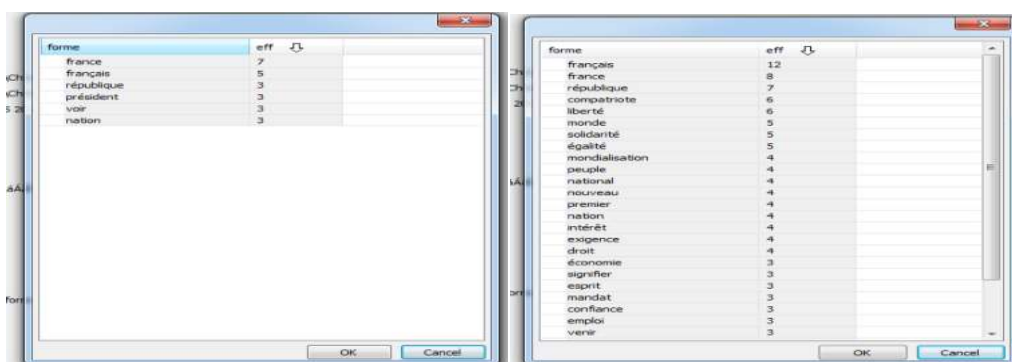 forme eff
france 7
français 5
république 3
président 3
voir 3
nation 3
OK Cancel
forme eff
français 12
france 8
république 7
compatriote 6
liberté 6
monde 5
solidarité 5
égalité 5
mondialisation 4
peuple 4
national 4
nouveau 4
premier 4
nation 4
intérêt 4
exigence 4
droit 4
économie 3
signifier 3
esprit 3
mandat 3
confiance 3
emploi 3
venir 3
OK Cancel